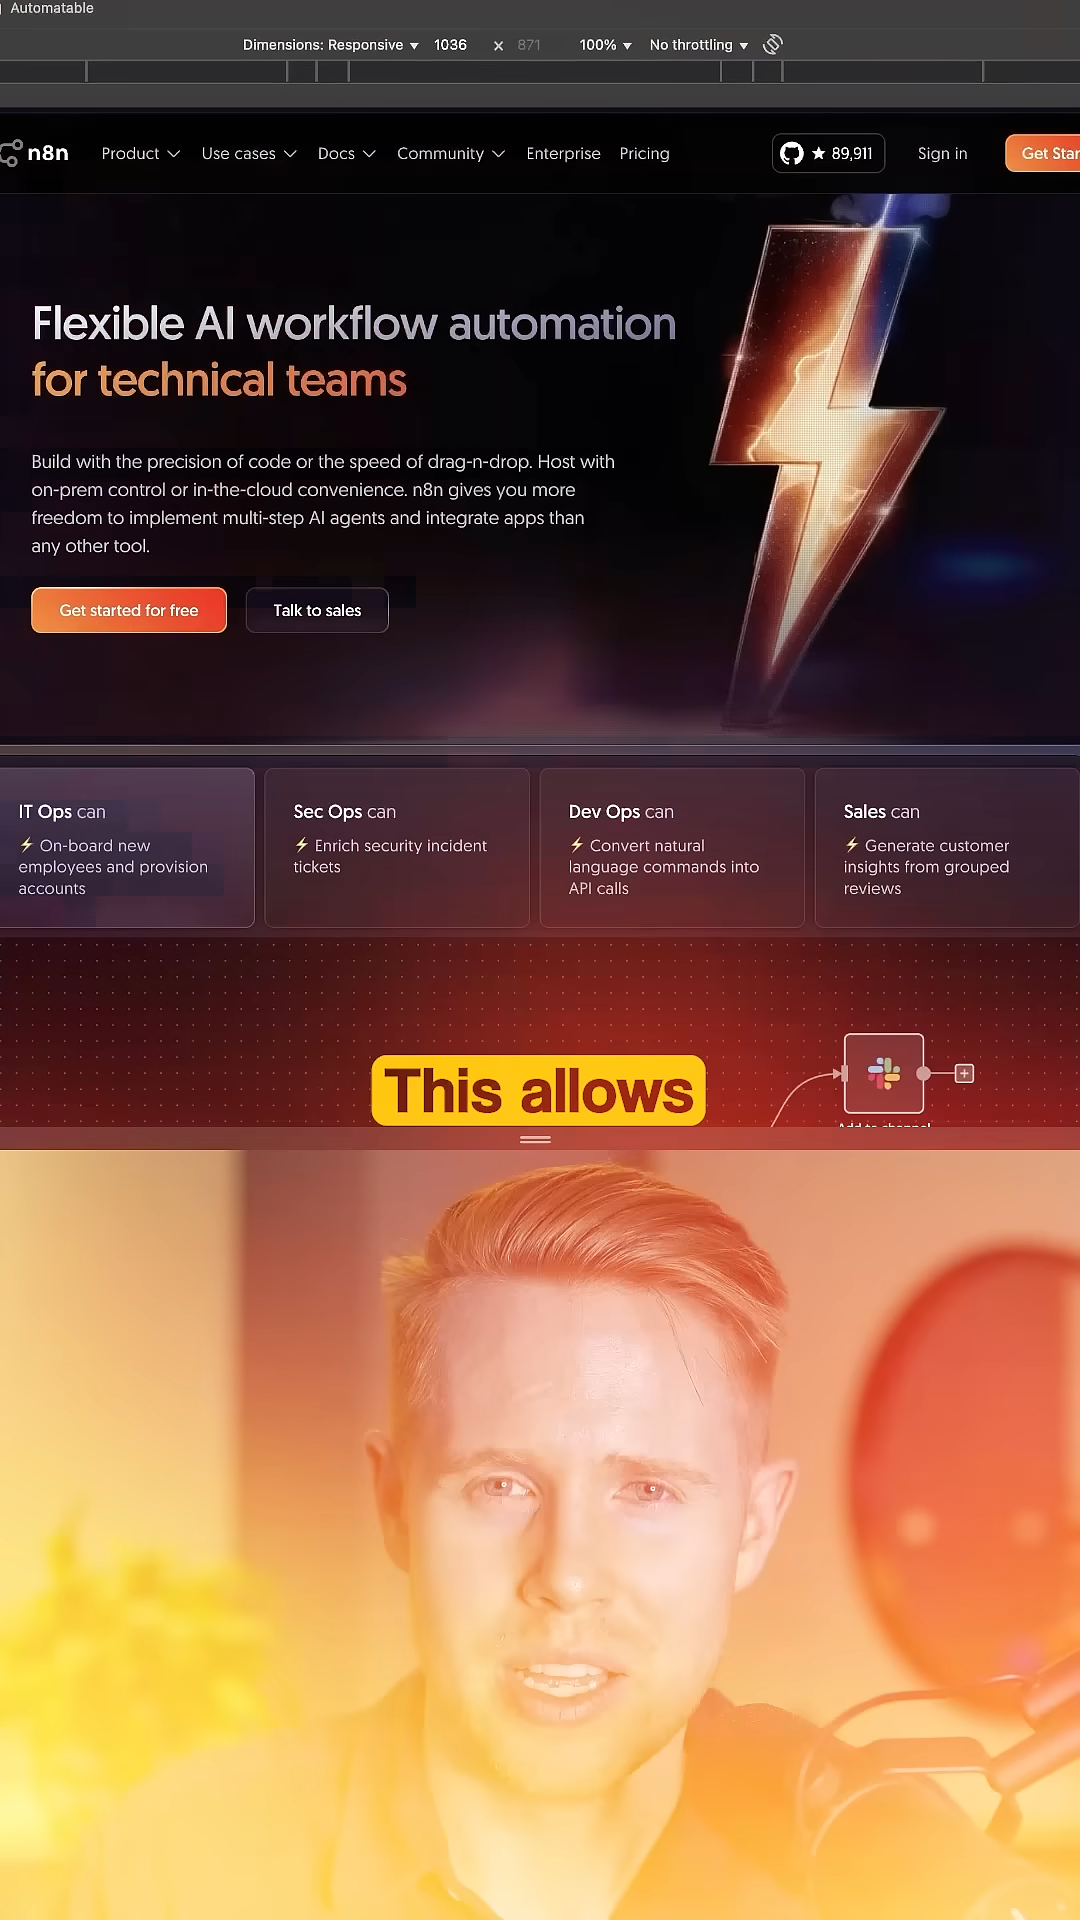 Automatable
Dimensions: Responsive ▼ 1036 × 871 100% ▼ No throttling ▼
n8n Product Use cases Docs Community Enterprise Pricing ★ 89,911 Sign in Get Star
Flexible AI workflow automation
for technical teams
Build with the precision of code or the speed of drag-n-drop. Host with
on-prem control or in-the-cloud convenience. n8n gives you more
freedom to implement multi-step AI agents and integrate apps than
any other tool.
Get started for free Talk to sales
IT Ops can
⚡ On-board new
employees and provision
accounts
Sec Ops can
⚡ Enrich security incident
tickets
Dev Ops can
⚡ Convert natural
language commands into
API calls
Sales can
⚡ Generate customer
insights from grouped
reviews
This allows
Add to channel